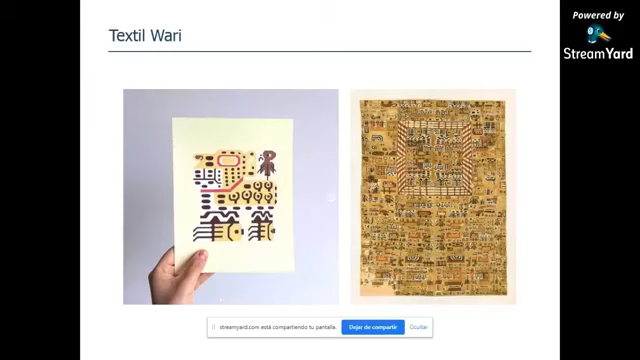 Textil Wari
Powered by
StreamYard
streamyard.com está compartiendo tu pantalla.
Dejar de compartir
Ocultar